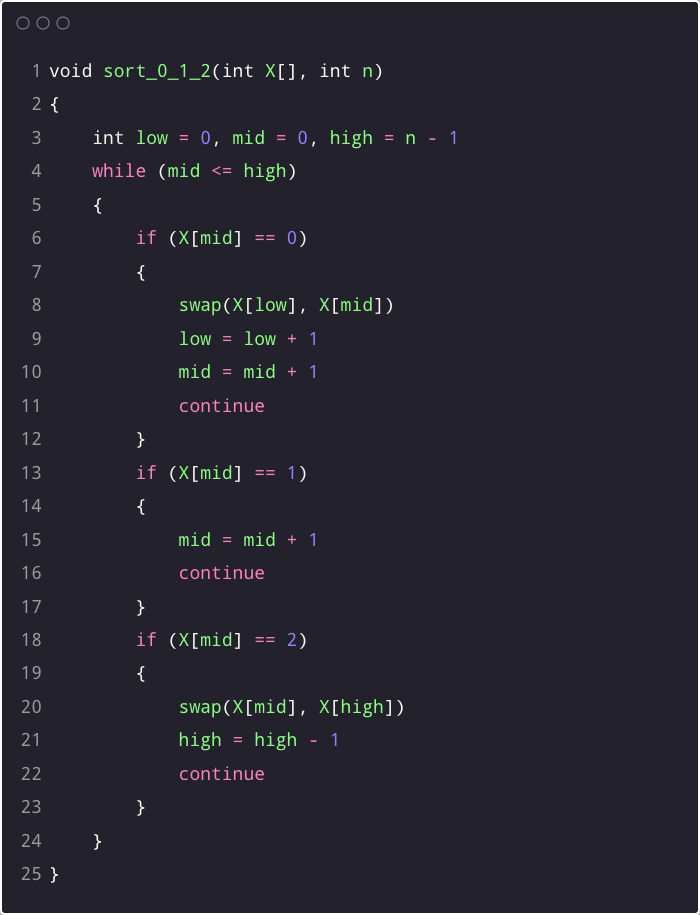 1 void sort_0_1_2(int X[], int n)
2 {
3     int low = 0, mid = 0, high = n - 1
4     while (mid <= high)
5     {
6         if (X[mid] == 0)
7         {
8             swap(X[low], X[mid])
9             low = low + 1
10             mid = mid + 1
11             continue
12         }
13         if (X[mid] == 1)
14         {
15             mid = mid + 1
16             continue
17         }
18         if (X[mid] == 2)
19         {
20             swap(X[mid], X[high])
21             high = high - 1
22             continue
23         }
24     }
25 }